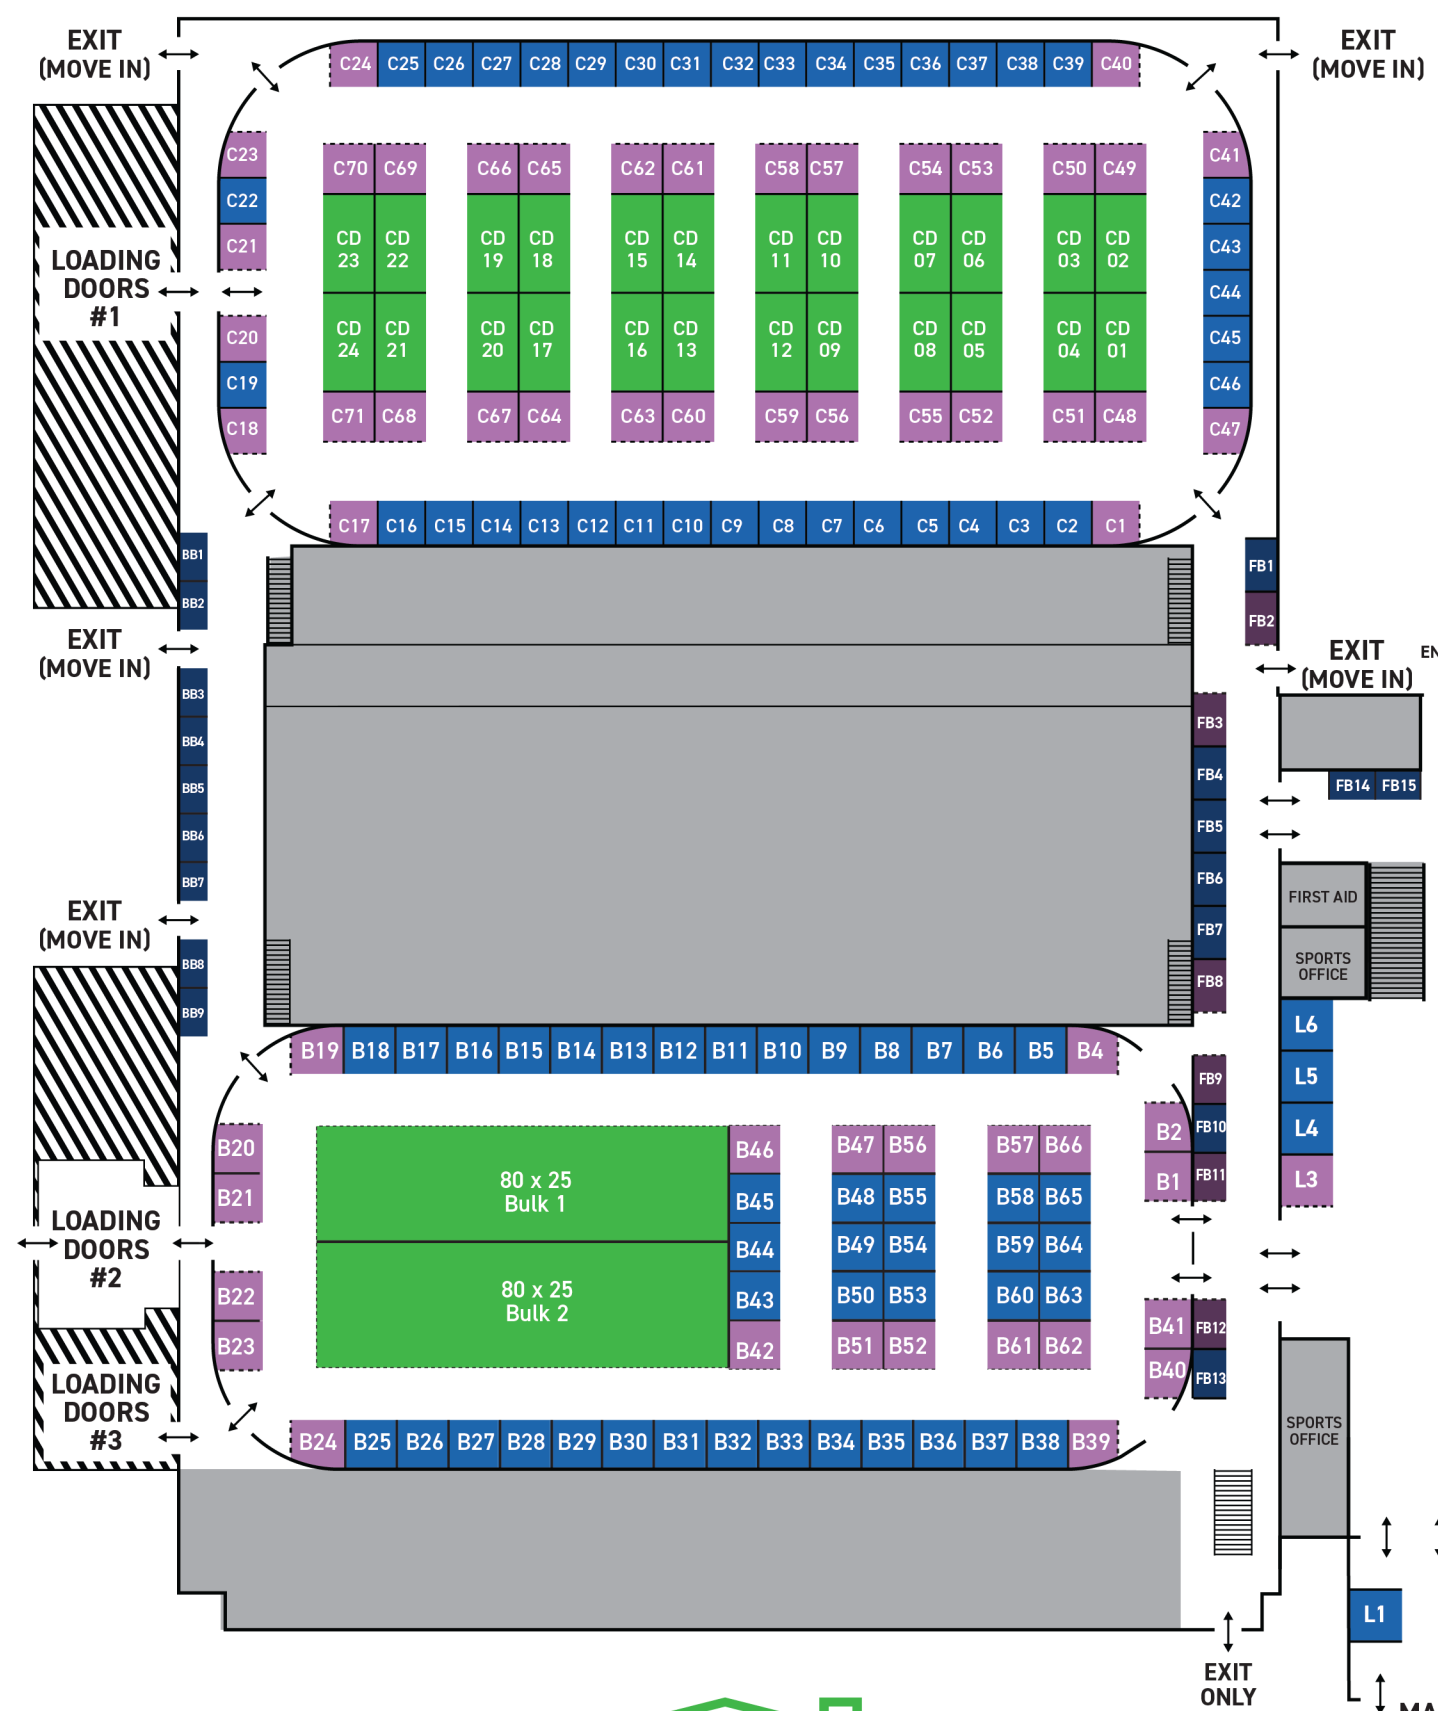 EXIT
(MOVE IN)
EXIT
(MOVE IN)
C24 C25 C26 C27 C28 C29 C30 C31 C32 C33 C34 C35 C36 C37 C38 C39 C40
C23
C22
C21
C20
C19
C18
LOADING
DOORS
#1
C70 C69 C66 C65 C62 C61 C58 C57 C54 C53 C50 C49
CD CD CD CD CD CD CD CD CD CD CD CD
23 22 19 18 15 14 11 10 07 06 03 02
CD CD CD CD CD CD CD CD CD CD CD CD
24 21 20 17 16 13 12 09 08 05 04 01
C71 C68 C67 C64 C63 C60 C59 C56 C55 C52 C51 C48
C41
C42
C43
C44
C45
C46
C47
C17 C16 C15 C14 C13 C12 C11 C10 C9 C8 C7 C6 C5 C4 C3 C2 C1
BB1
BB2
EXIT
(MOVE IN)
BB3
BB4
BB5
BB6
BB7
EXIT
(MOVE IN)
BB8
BB9
FB1
FB2
EXIT
(MOVE IN)
EN
FB3
FB4
FB5
FB6
FB7
FB8
FB14 FB15
FIRST AID
SPORTS
OFFICE
L6
L5
L4
L3
B19 B18 B17 B16 B15 B14 B13 B12 B11 B10 B9 B8 B7 B6 B5 B4
FB9
FB10
FB11
B2
B1
B20
B21
B22
B23
LOADING
DOORS
#2
LOADING
DOORS
#3
80 x 25
Bulk 1
80 x 25
Bulk 2
B46
B45
B44
B43
B42
B47 B56
B48 B55
B49 B54
B50 B53
B51 B52
B57 B66
B58 B65
B59 B64
B60 B63
B61 B62
B41
B40
FB12
FB13
B24 B25 B26 B27 B28 B29 B30 B31 B32 B33 B34 B35 B36 B37 B38 B39
SPORTS
OFFICE
L1
EXIT
ONLY
MA